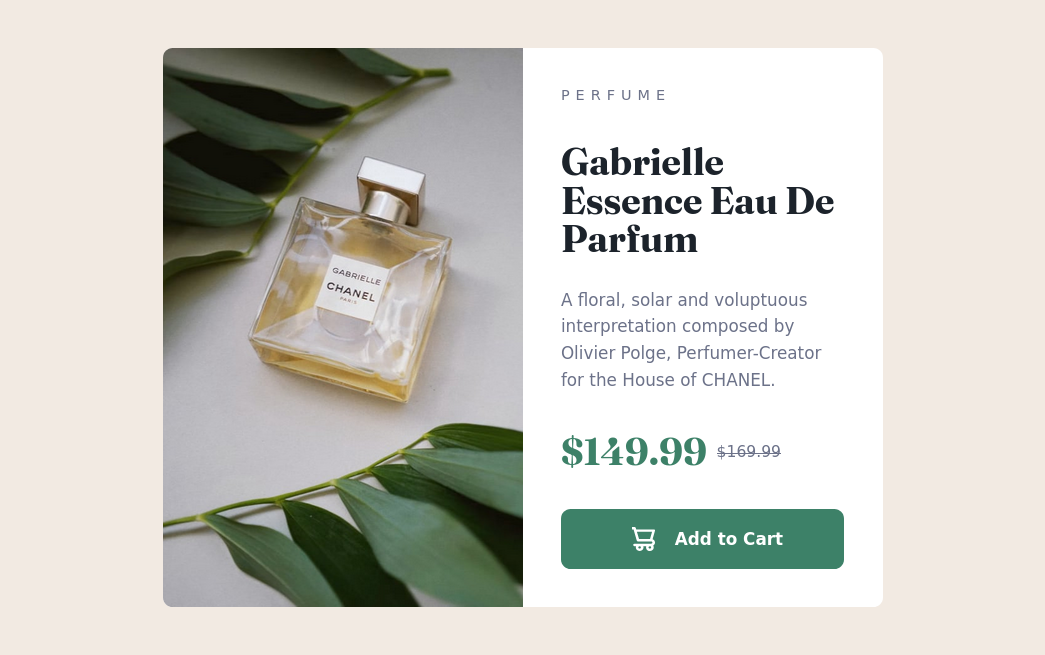 GABRIELLE
CHANEL
PARIS
PERFUME
Gabrielle
Essence Eau De
Parfum
A floral, solar and voluptuous
interpretation composed by
Olivier Polge, Perfumer-Creator
for the House of CHANEL.
$149.99 $169.99
Add to Cart